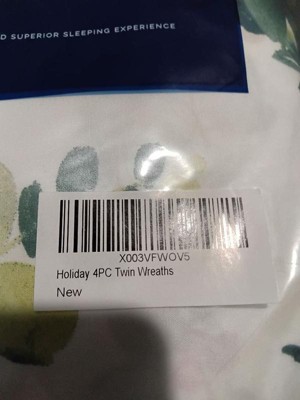 D SUPERIOR SLEEPING EXPERIENCE
X003VFWOV5
Holiday 4PC Twin Wreaths
New